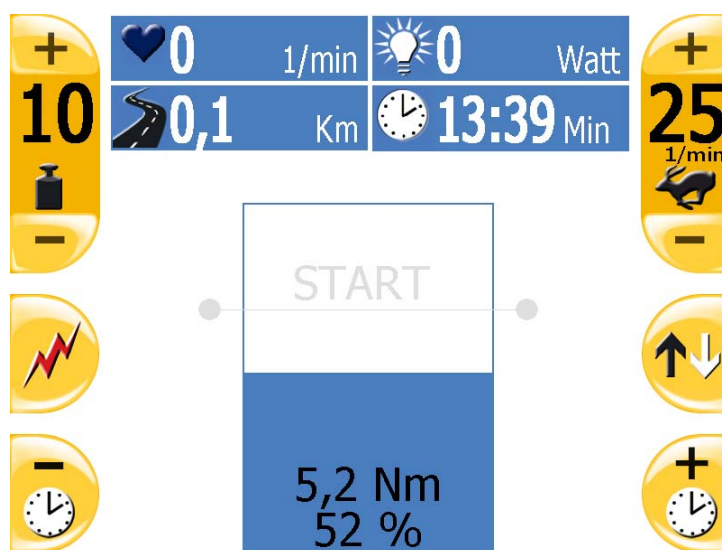 +
0 1/min
0 Watt
+
10
0,1 Km
13:39 Min
25
1/min
−
−
START
−
+
5,2 Nm
52 %